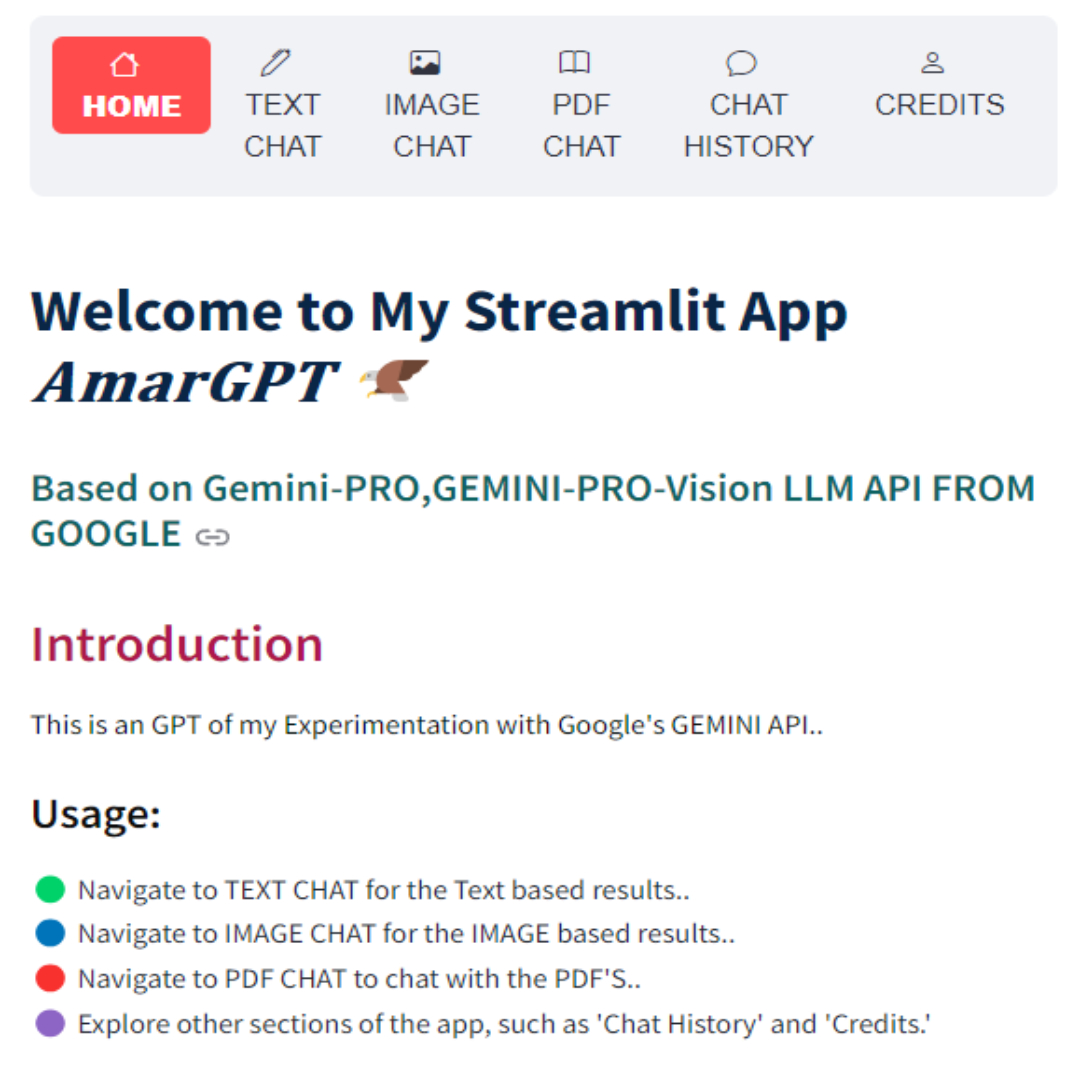 HOME
TEXT CHAT
IMAGE CHAT
PDF CHAT
CHAT HISTORY
CREDITS
Welcome to My Streamlit App
AmarGPT
Based on Gemini-PRO,GEMINI-PRO-Vision LLM API FROM
GOOGLE
Introduction
This is an GPT of my Experimentation with Google's GEMINI API..
Usage:
Navigate to TEXT CHAT for the Text based results..
Navigate to IMAGE CHAT for the IMAGE based results..
Navigate to PDF CHAT to chat with the PDF'S..
Explore other sections of the app, such as 'Chat History' and 'Credits.'